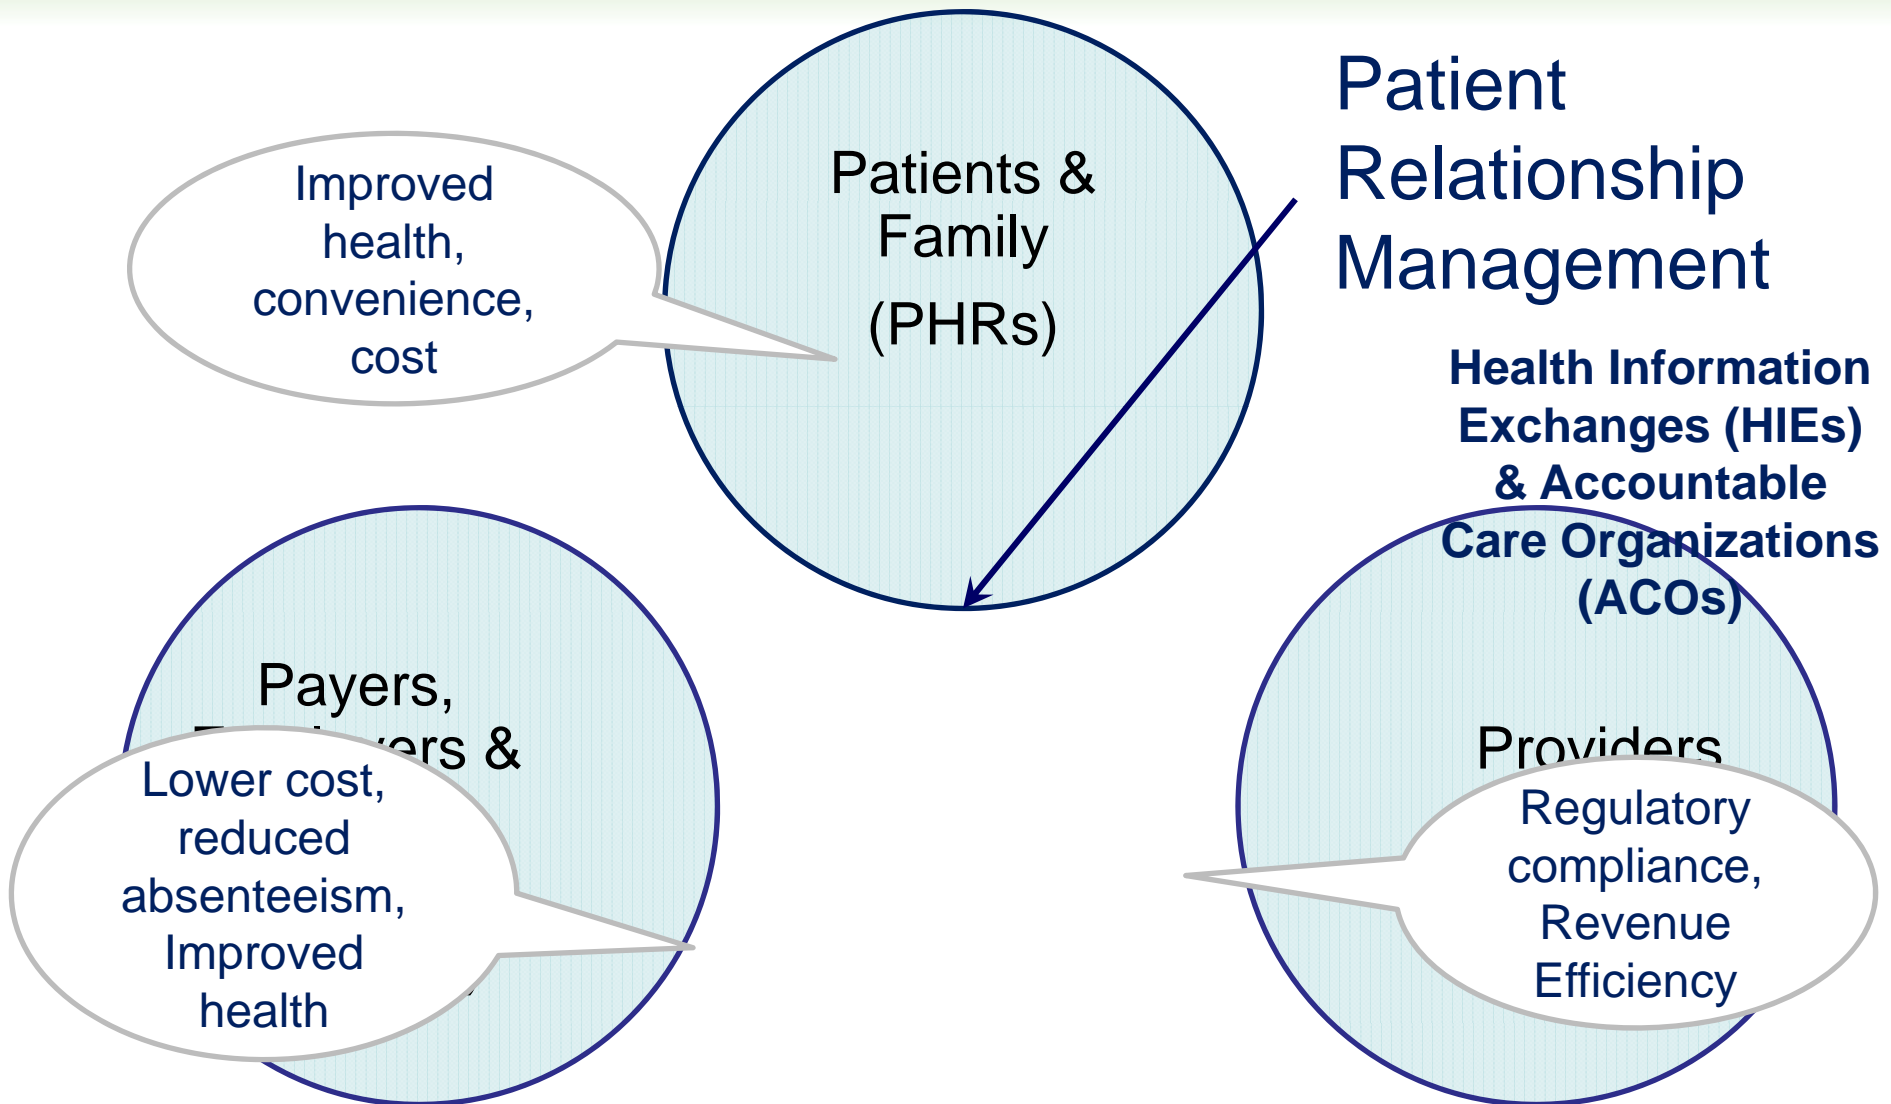 Patient
Relationship
Management
Patients &
Family
(PHRs)
Improved
health,
convenience,
cost
Health Information
Exchanges (HIEs)
& Accountable
Care Organizations
(ACOs)
Payers,
&
Lower cost,
reduced
absenteeism,
Improved
health
Providers
Regulatory
compliance,
Revenue
Efficiency